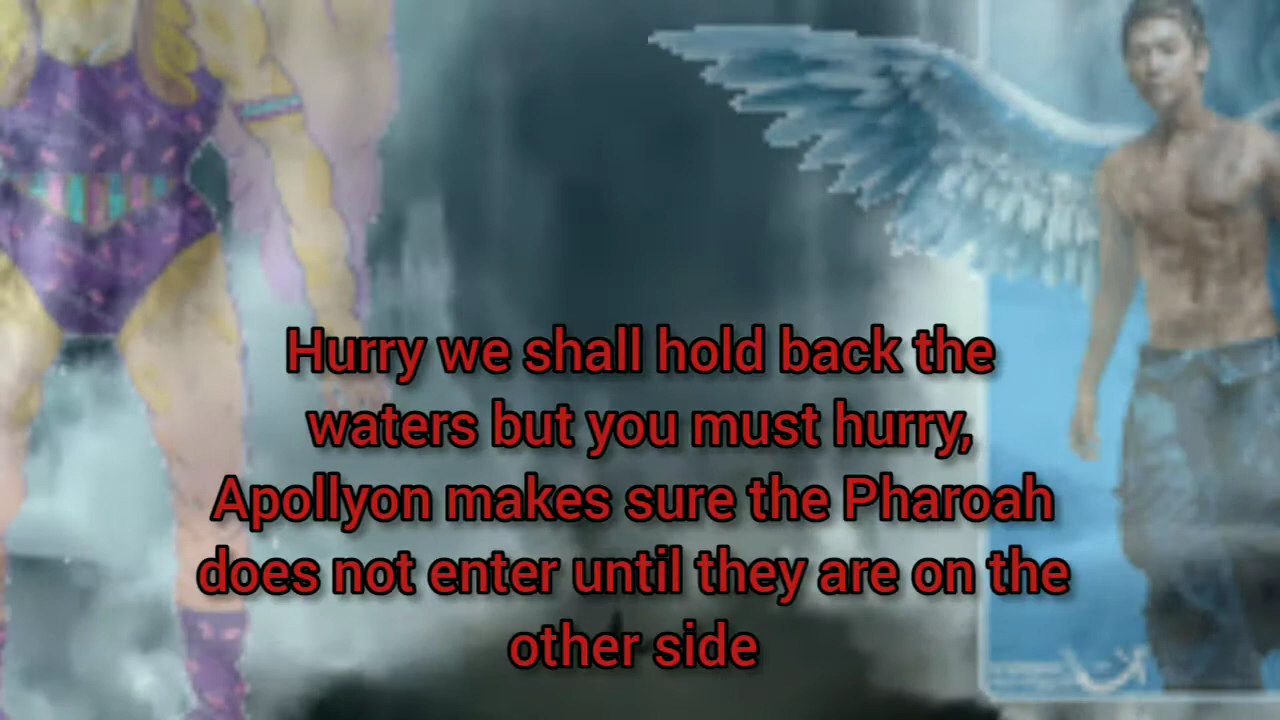 Hurry we shall hold back the
waters but you must hurry,
Apollyon makes sure the Pharoah
does not enter until they are on the
other side